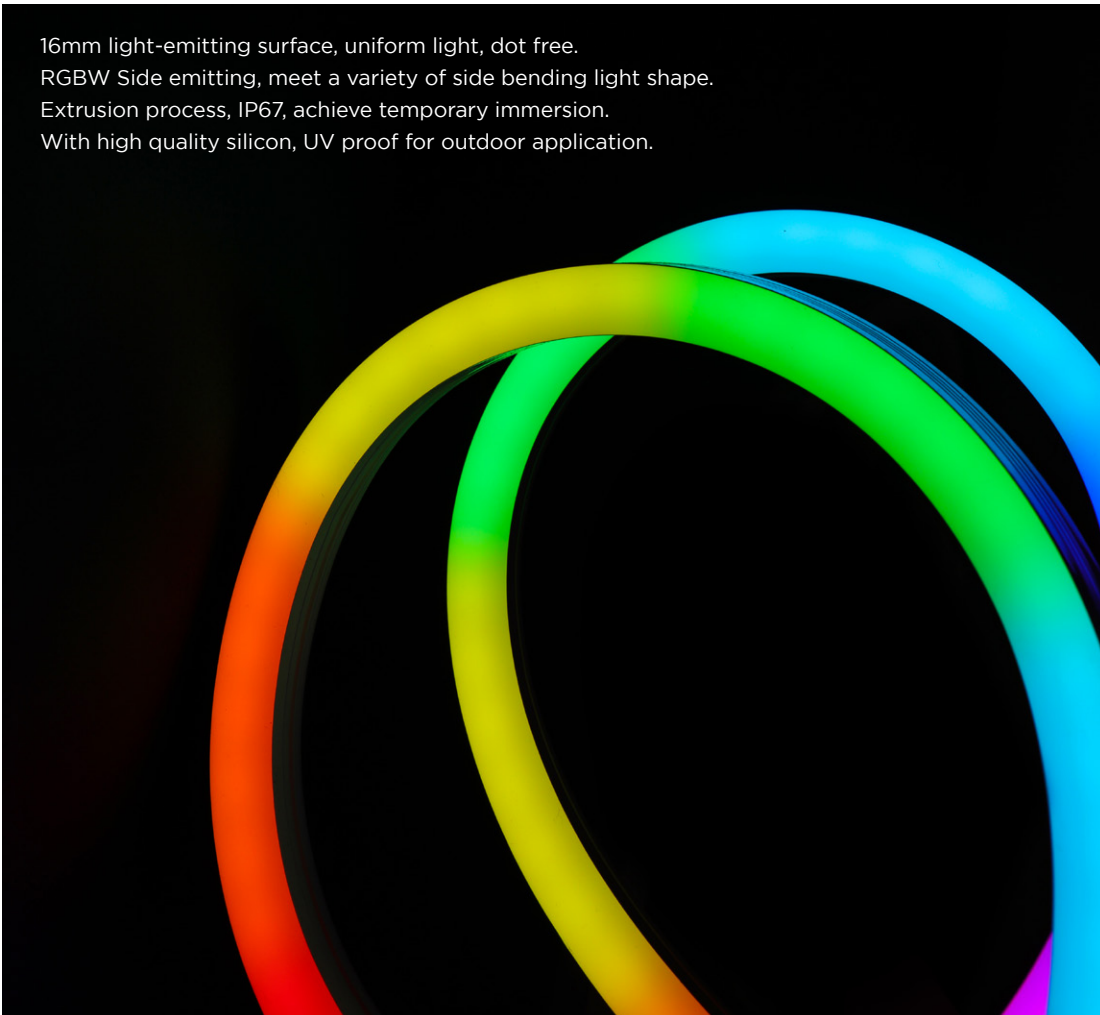 16mm light-emitting surface, uniform light, dot free.
RGBW Side emitting, meet a variety of side bending light shape.
Extrusion process, IP67, achieve temporary immersion.
With high quality silicon, UV proof for outdoor application.